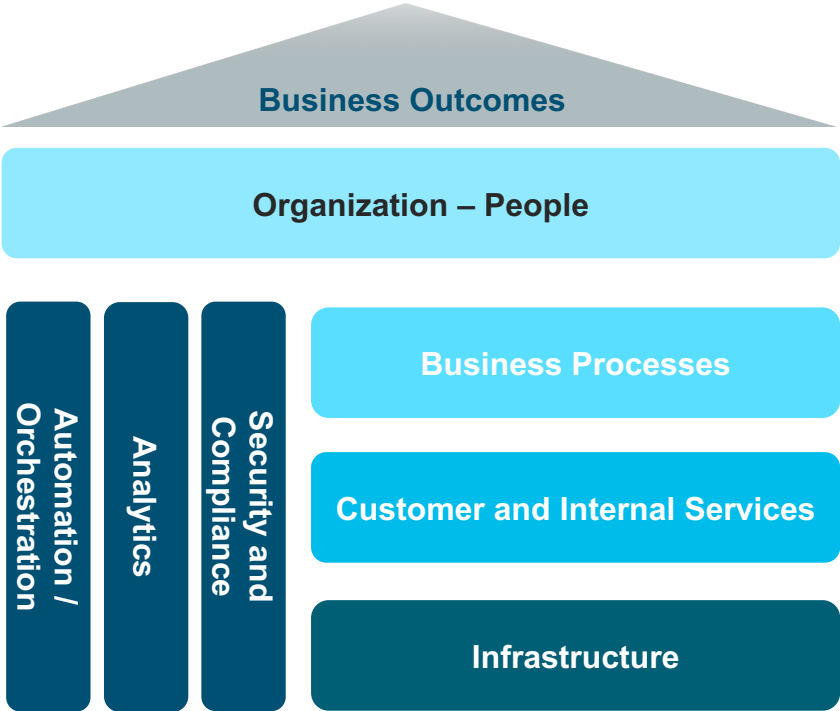 Business Outcomes
Organization – People
Automation /
Orchestration
Analytics
Security and
Compliance
Business Processes
Customer and Internal Services
Infrastructure